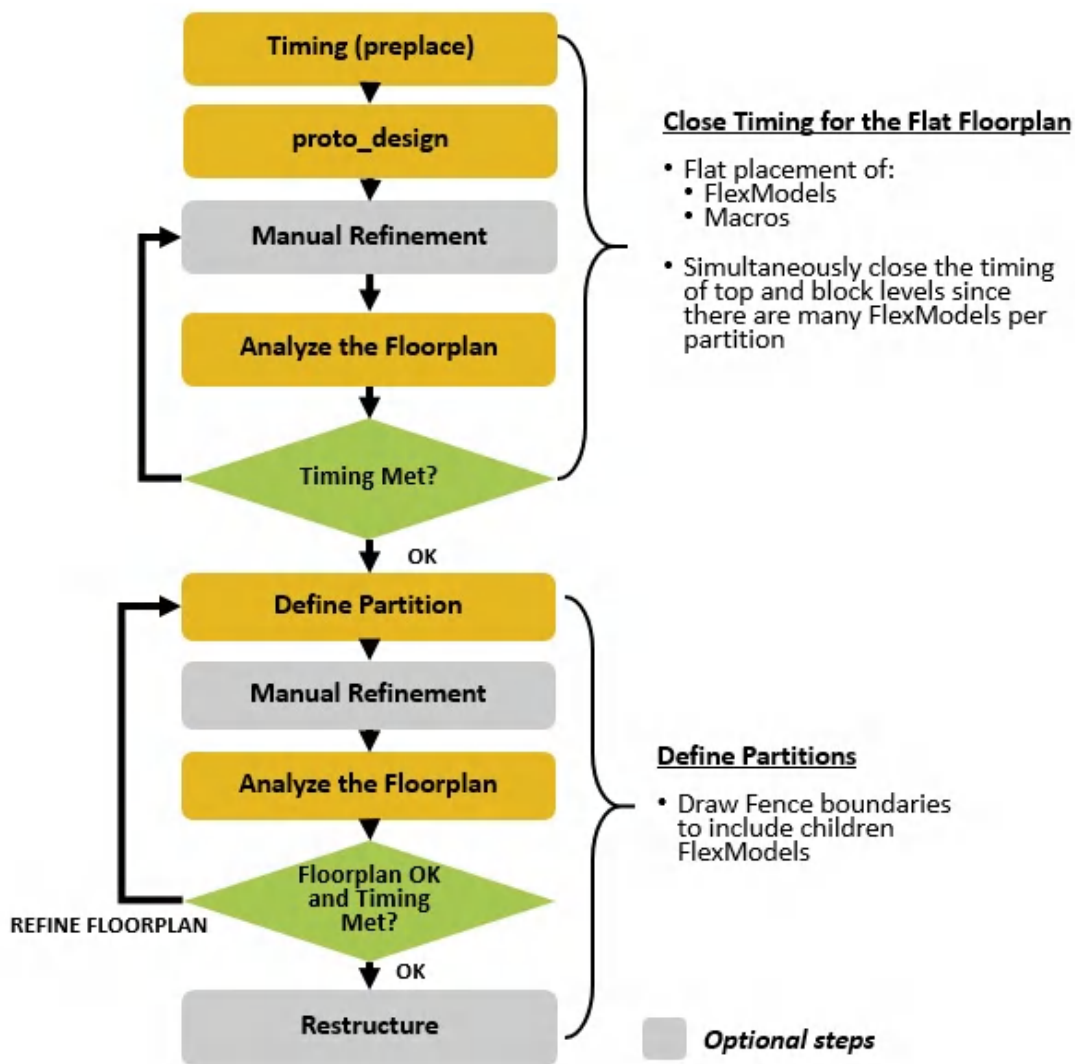 Timing (preplace)
proto_design
Manual Refinement
Analyze the Floorplan
Timing Met?
OK
Close Timing for the Flat Floorplan
• Flat placement of:
• FlexModels
• Macros
• Simultaneously close the timing
of top and block levels since
there are many FlexModels per
partition
Define Partition
Manual Refinement
Analyze the Floorplan
Floorplan OK
and Timing
Met?
REFINE FLOORPLAN
OK
Restructure
Define Partitions
• Draw Fence boundaries
to include children
FlexModels
Optional steps